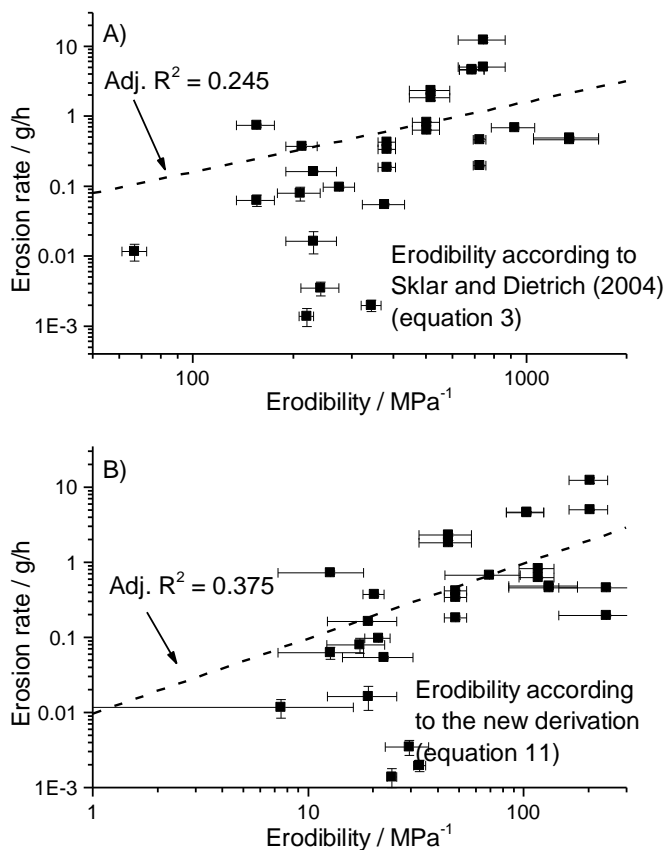 A)
10
Adj. R² = 0.245
1
0.1
0.01
1E-3
Erosion rate / g/h
Erodibility according to
Sklar and Dietrich (2004)
(equation 3)
100
1000
Erodibility / MPa⁻¹
B)
10
1
Adj. R² = 0.375
0.1
0.01
1E-3
Erosion rate / g/h
Erodibility according
to the new derivation
(equation 11)
1
10
100
Erodibility / MPa⁻¹